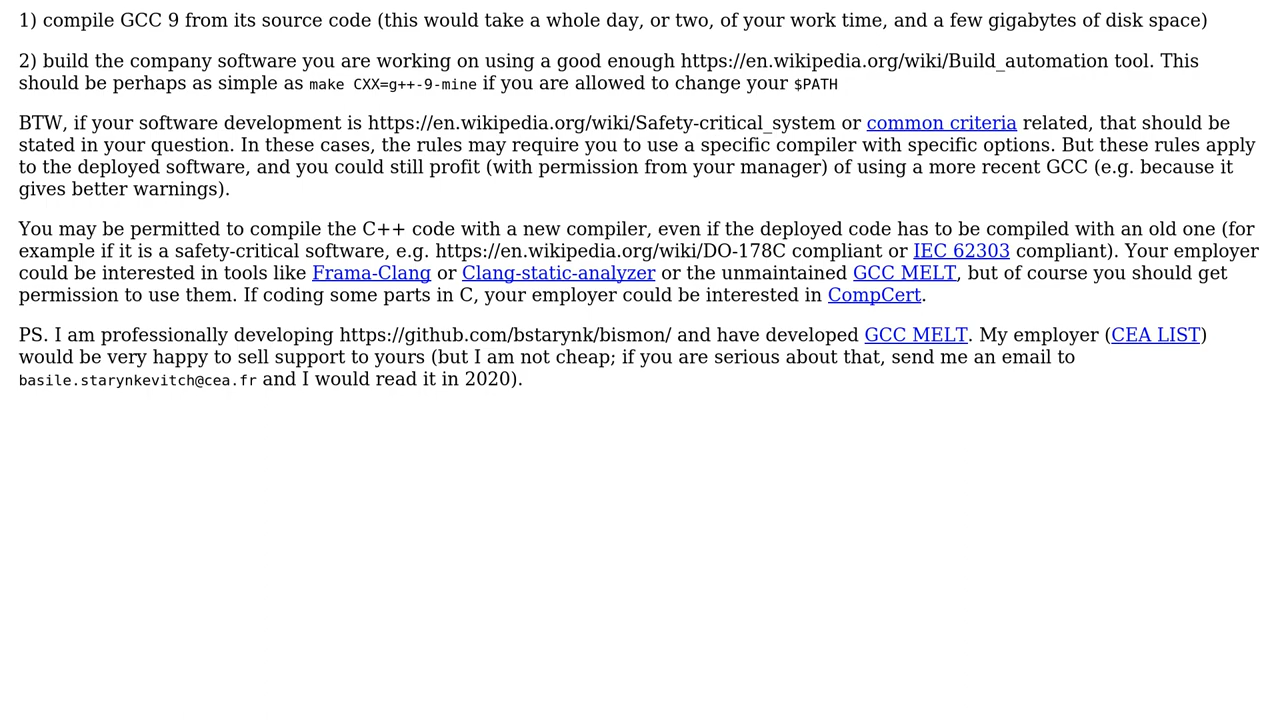 1) compile GCC 9 from its source code (this would take a whole day, or two, of your work time, and a few gigabytes of disk space)
2) build the company software you are working on using a good enough https://en.wikipedia.org/wiki/Build_automation tool. This
should be perhaps as simple as make CXX=g++-9-mine if you are allowed to change your $PATH
BTW, if your software development is https://en.wikipedia.org/wiki/Safety-critical_system or common criteria related, that should be
stated in your question. In these cases, the rules may require you to use a specific compiler with specific options. But these rules apply
to the deployed software, and you could still profit (with permission from your manager) of using a more recent GCC (e.g. because it
gives better warnings).
You may be permitted to compile the C++ code with a new compiler, even if the deployed code has to be compiled with an old one (for
example if it is a safety-critical software, e.g. https://en.wikipedia.org/wiki/DO-178C compliant or IEC 62303 compliant). Your employer
could be interested in tools like Frama-Clang or Clang-static-analyzer or the unmaintained GCC MELT, but of course you should get
permission to use them. If coding some parts in C, your employer could be interested in CompCert.
PS. I am professionally developing https://github.com/bstarynk/bismon/ and have developed GCC MELT. My employer (CEA LIST)
would be very happy to sell support to yours (but I am not cheap; if you are serious about that, send me an email to
basile.starynkevitch@cea.fr and I would read it in 2020).